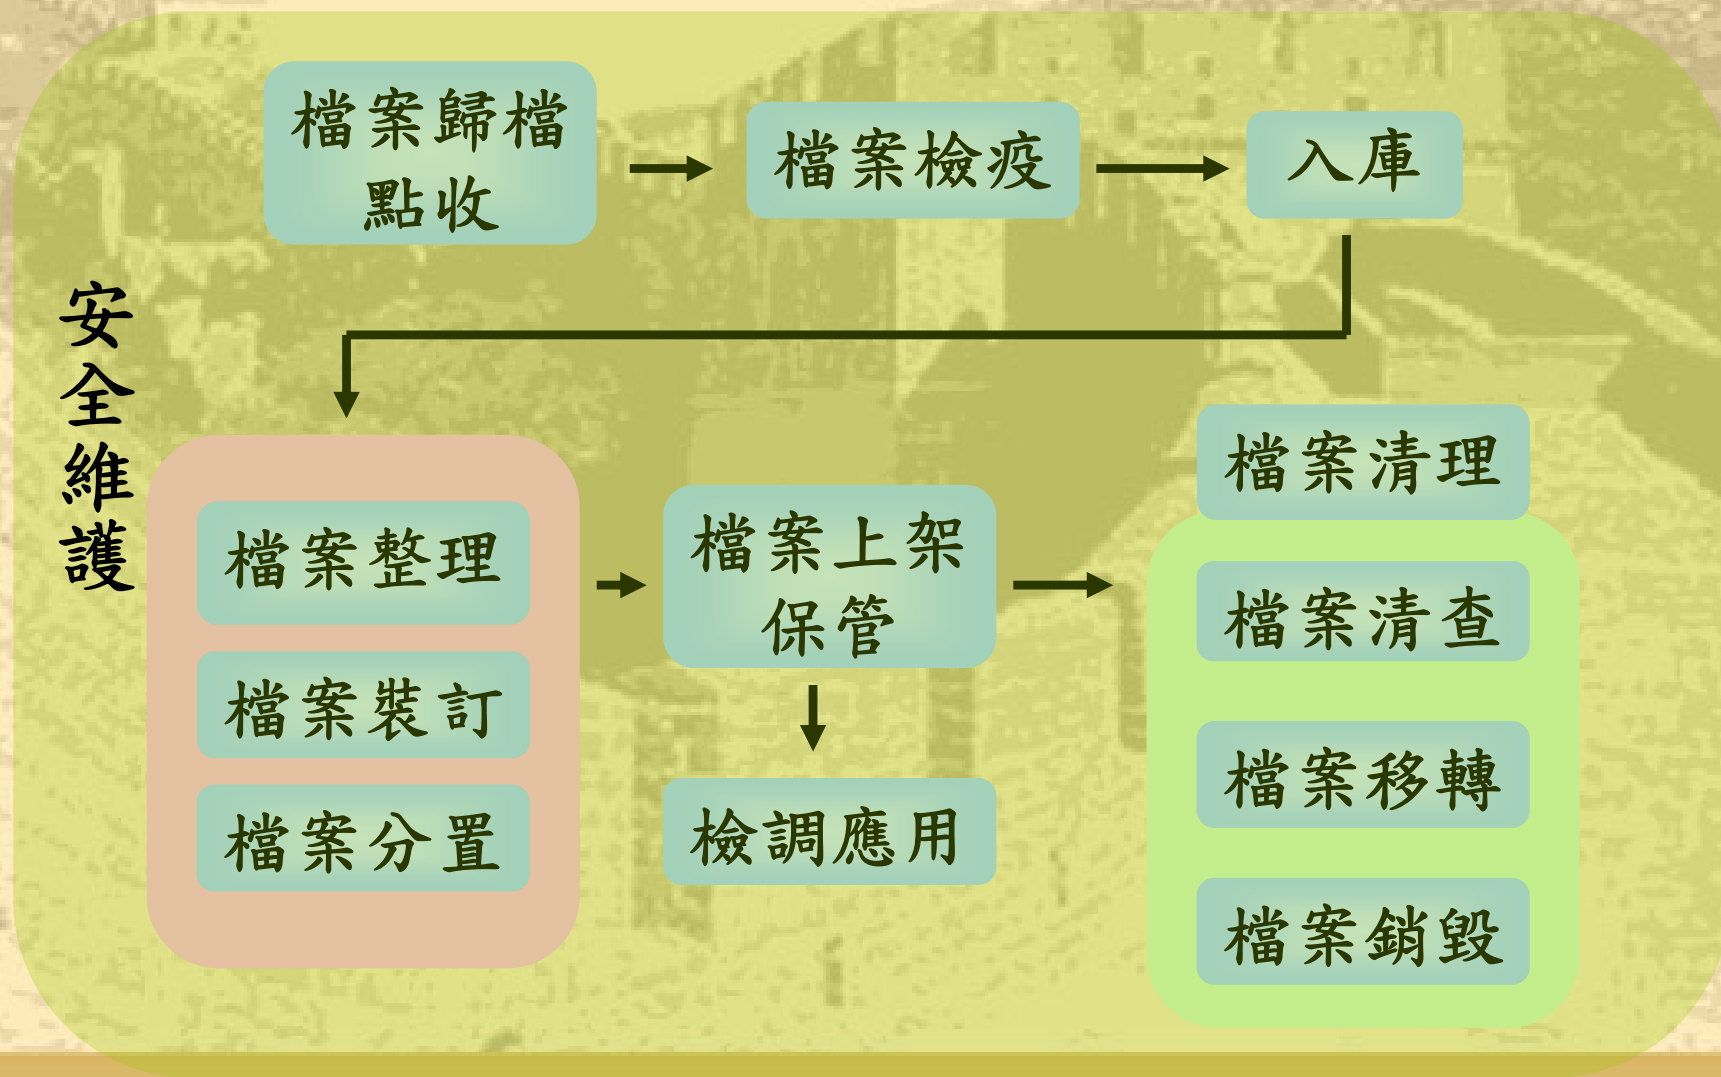 檔案歸檔
點收
檔案檢疫
入庫
安全維護
檔案整理
檔案裝訂
檔案分置
檔案上架
保管
檢調應用
檔案清理
檔案清查
檔案移轉
檔案銷毀